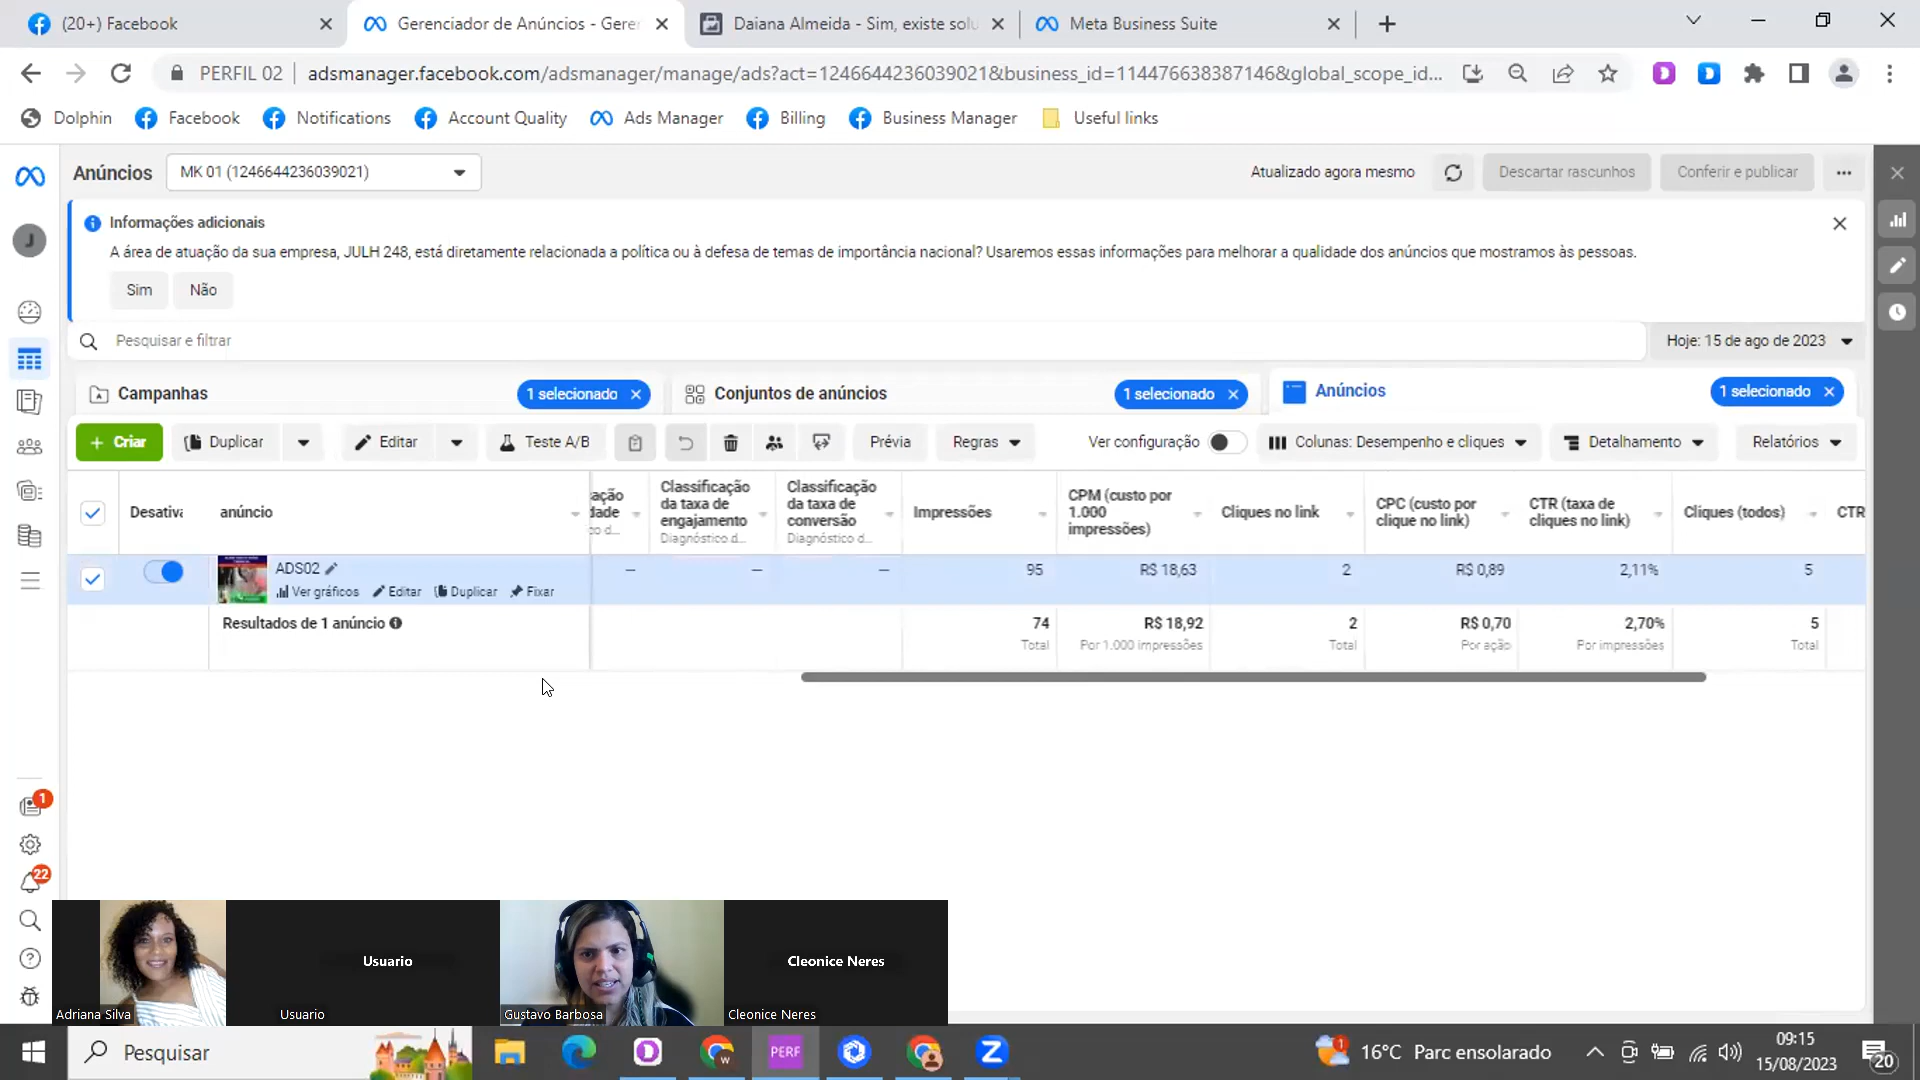 (20+) Facebook
Gerenciador de Anúncios - Geren
Daiana Almeida - Sim, existe solu
Meta Business Suite
PERFIL 02
adsmanager.facebook.com/adsmanager/manage/ads?act=1246644236039021&business_id=114476638387146&global_scope_id...
Dolphin
Facebook
Notifications
Account Quality
Ads Manager
Billing
Business Manager
Useful links
Anúncios
MK 01 (1246644236039021)
Atualizado agora mesmo
Descartar rascunhos
Conferir e publicar
J
Informações adicionais
A área de atuação da sua empresa, JULH 248, está diretamente relacionada a política ou à defesa de temas de importância nacional? Usaremos essas informações para melhorar a qualidade dos anúncios que mostramos às pessoas.
Sim
Não
Pesquisar e filtrar
Hoje: 15 de ago de 2023
Campanhas
1 selecionado
Conjuntos de anúncios
1 selecionado
Anúncios
1 selecionado
+ Criar
Duplicar
Editar
Teste A/B
Prévia
Regras
Ver configuração
Colunas: Desempenho e cliques
Detalhamento
Relatórios
Desativa
anúncio
ação
dade
o d...
Classificação
da taxa de
engajamento
Diagnóstico d...
Classificação
da taxa de
conversão
Diagnóstico d...
Impressões
CPM (custo por
1.000
impressões)
Cliques no link
CPC (custo por
clique no link)
CTR (taxa de
cliques no link)
Cliques (todos)
CTR
ADS02
Ver gráficos
Editar
Duplicar
Fixar
—
—
—
95
R$ 18,63
2
R$ 0,89
2,11%
5
Resultados de 1 anúncio
74
Total
R$ 18,92
Por 1.000 impressões
2
Total
R$ 0,70
Por ação
2,70%
Por impressões
5
Total
1
22
Adriana Silva
Usuario
Usuario
Gustavo Barbosa
Cleonice Neres
Cleonice Neres
Pesquisar
W
PERF
1
16°C Parc ensolarado
09:15
15/08/2023
20